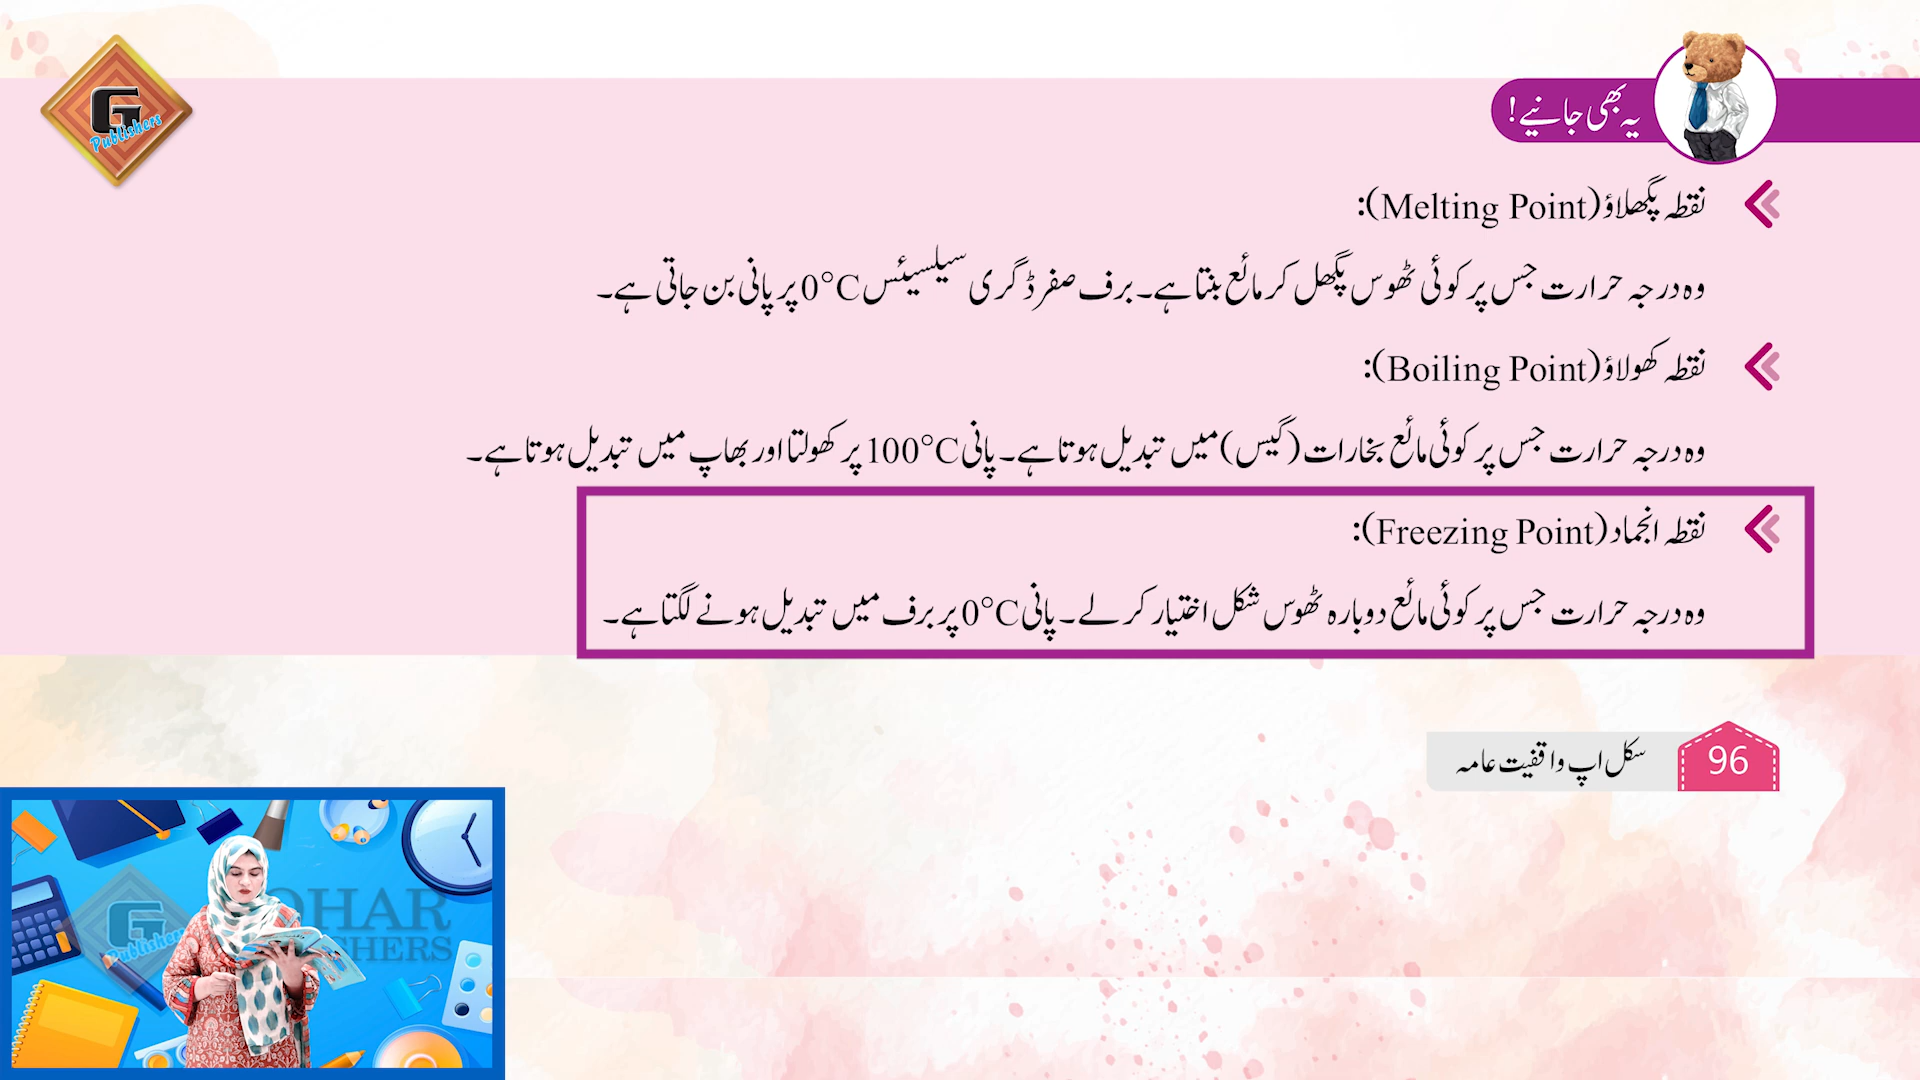 G
Publishers
یہ بھی جانیے!
نقطہ پگھلاؤ (Melting Point):
وہ درجہ حرارت جس پر کوئی ٹھوس پگھل کر مائع بنتا ہے۔ برف صفر ڈگری سیلسیئس 0°C پر پانی بن جاتی ہے۔
نقطہ کھولاؤ (Boiling Point):
وہ درجہ حرارت جس پر کوئی مائع بخارات (گیس) میں تبدیل ہوتا ہے۔ پانی 100°C پر کھولتا اور بھاپ میں تبدیل ہوتا ہے۔
نقطہ انجماد (Freezing Point):
وہ درجہ حرارت جس پر کوئی مائع دوبارہ ٹھوس شکل اختیار کر لے۔ پانی 0°C پر برف میں تبدیل ہونے لگتا ہے۔
96 سکل اپ واقفیت عامہ
G
Publishers
OHAR
SHERS